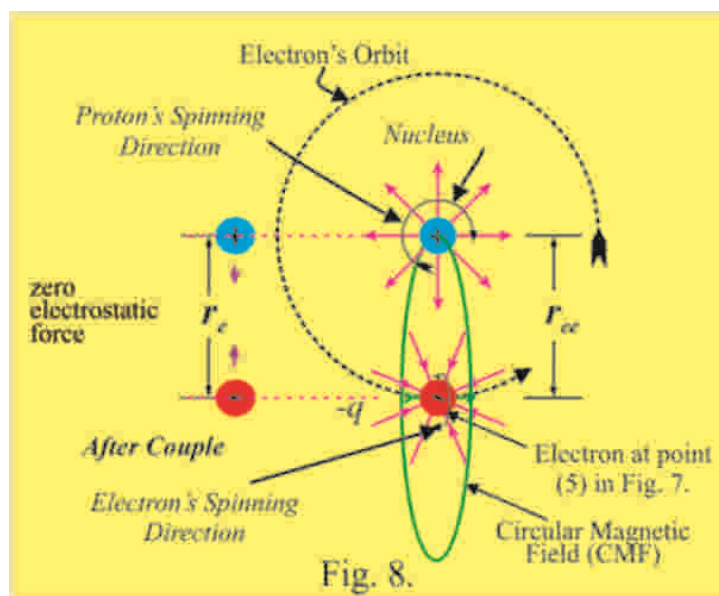 Electron's Orbit
Proton's Spinning
Direction
Nucleus
+
+
zero
electrostatic
force
r_e
r_ee
-
-
-q
After Couple
Electron at point
(5) in Fig. 7.
Electron's Spinning
Direction
Circular Magnetic
Field (CMF)
Fig. 8.